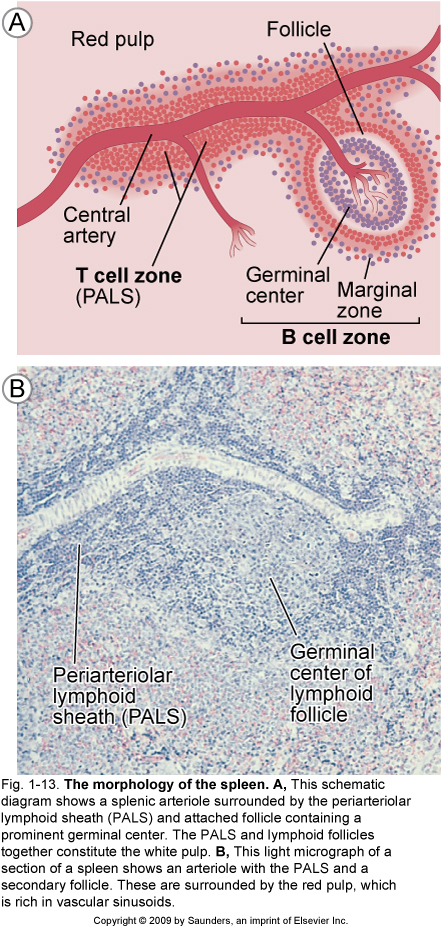 A
Red pulp
Follicle
Central
artery
T cell zone
(PALS)
Germinal
center
Marginal
zone
B cell zone
B
Periarteriolar
lymphoid
sheath (PALS)
Germinal
center of
lymphoid
follicle
Fig. 1-13. The morphology of the spleen. A, This schematic
diagram shows a splenic arteriole surrounded by the periarteriolar
lymphoid sheath (PALS) and attached follicle containing a
prominent germinal center. The PALS and lymphoid follicles
together constitute the white pulp. B, This light micrograph of a
section of a spleen shows an arteriole with the PALS and a
secondary follicle. These are surrounded by the red pulp, which
is rich in vascular sinusoids.
Copyright © 2009 by Saunders, an imprint of Elsevier Inc.